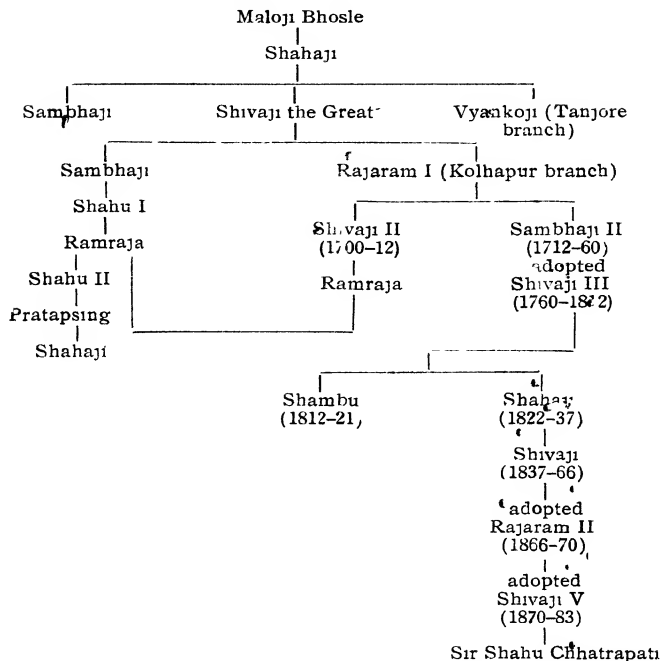 Maloji Bhosle
Shahaji
Sambhaji Shivaji the Great Vyankoji (Tanjore
branch)
Sambhaji Rajaram I (Kolhapur branch)
Shahu I
Ramraja
Shivaji II Sambhaji II
(1700–12) (1712–60)
adopted
Shahu II Ramraja Shivaji III
(1760–1812)
Pratapsing
Shahaji
Shambu Shahaji
(1812–21) (1822–37)
Shivaji
(1837–66)
adopted
Rajaram II
(1866–70)
adopted
Shivaji V
(1870–83)
Sir Shahu Chhatrapati